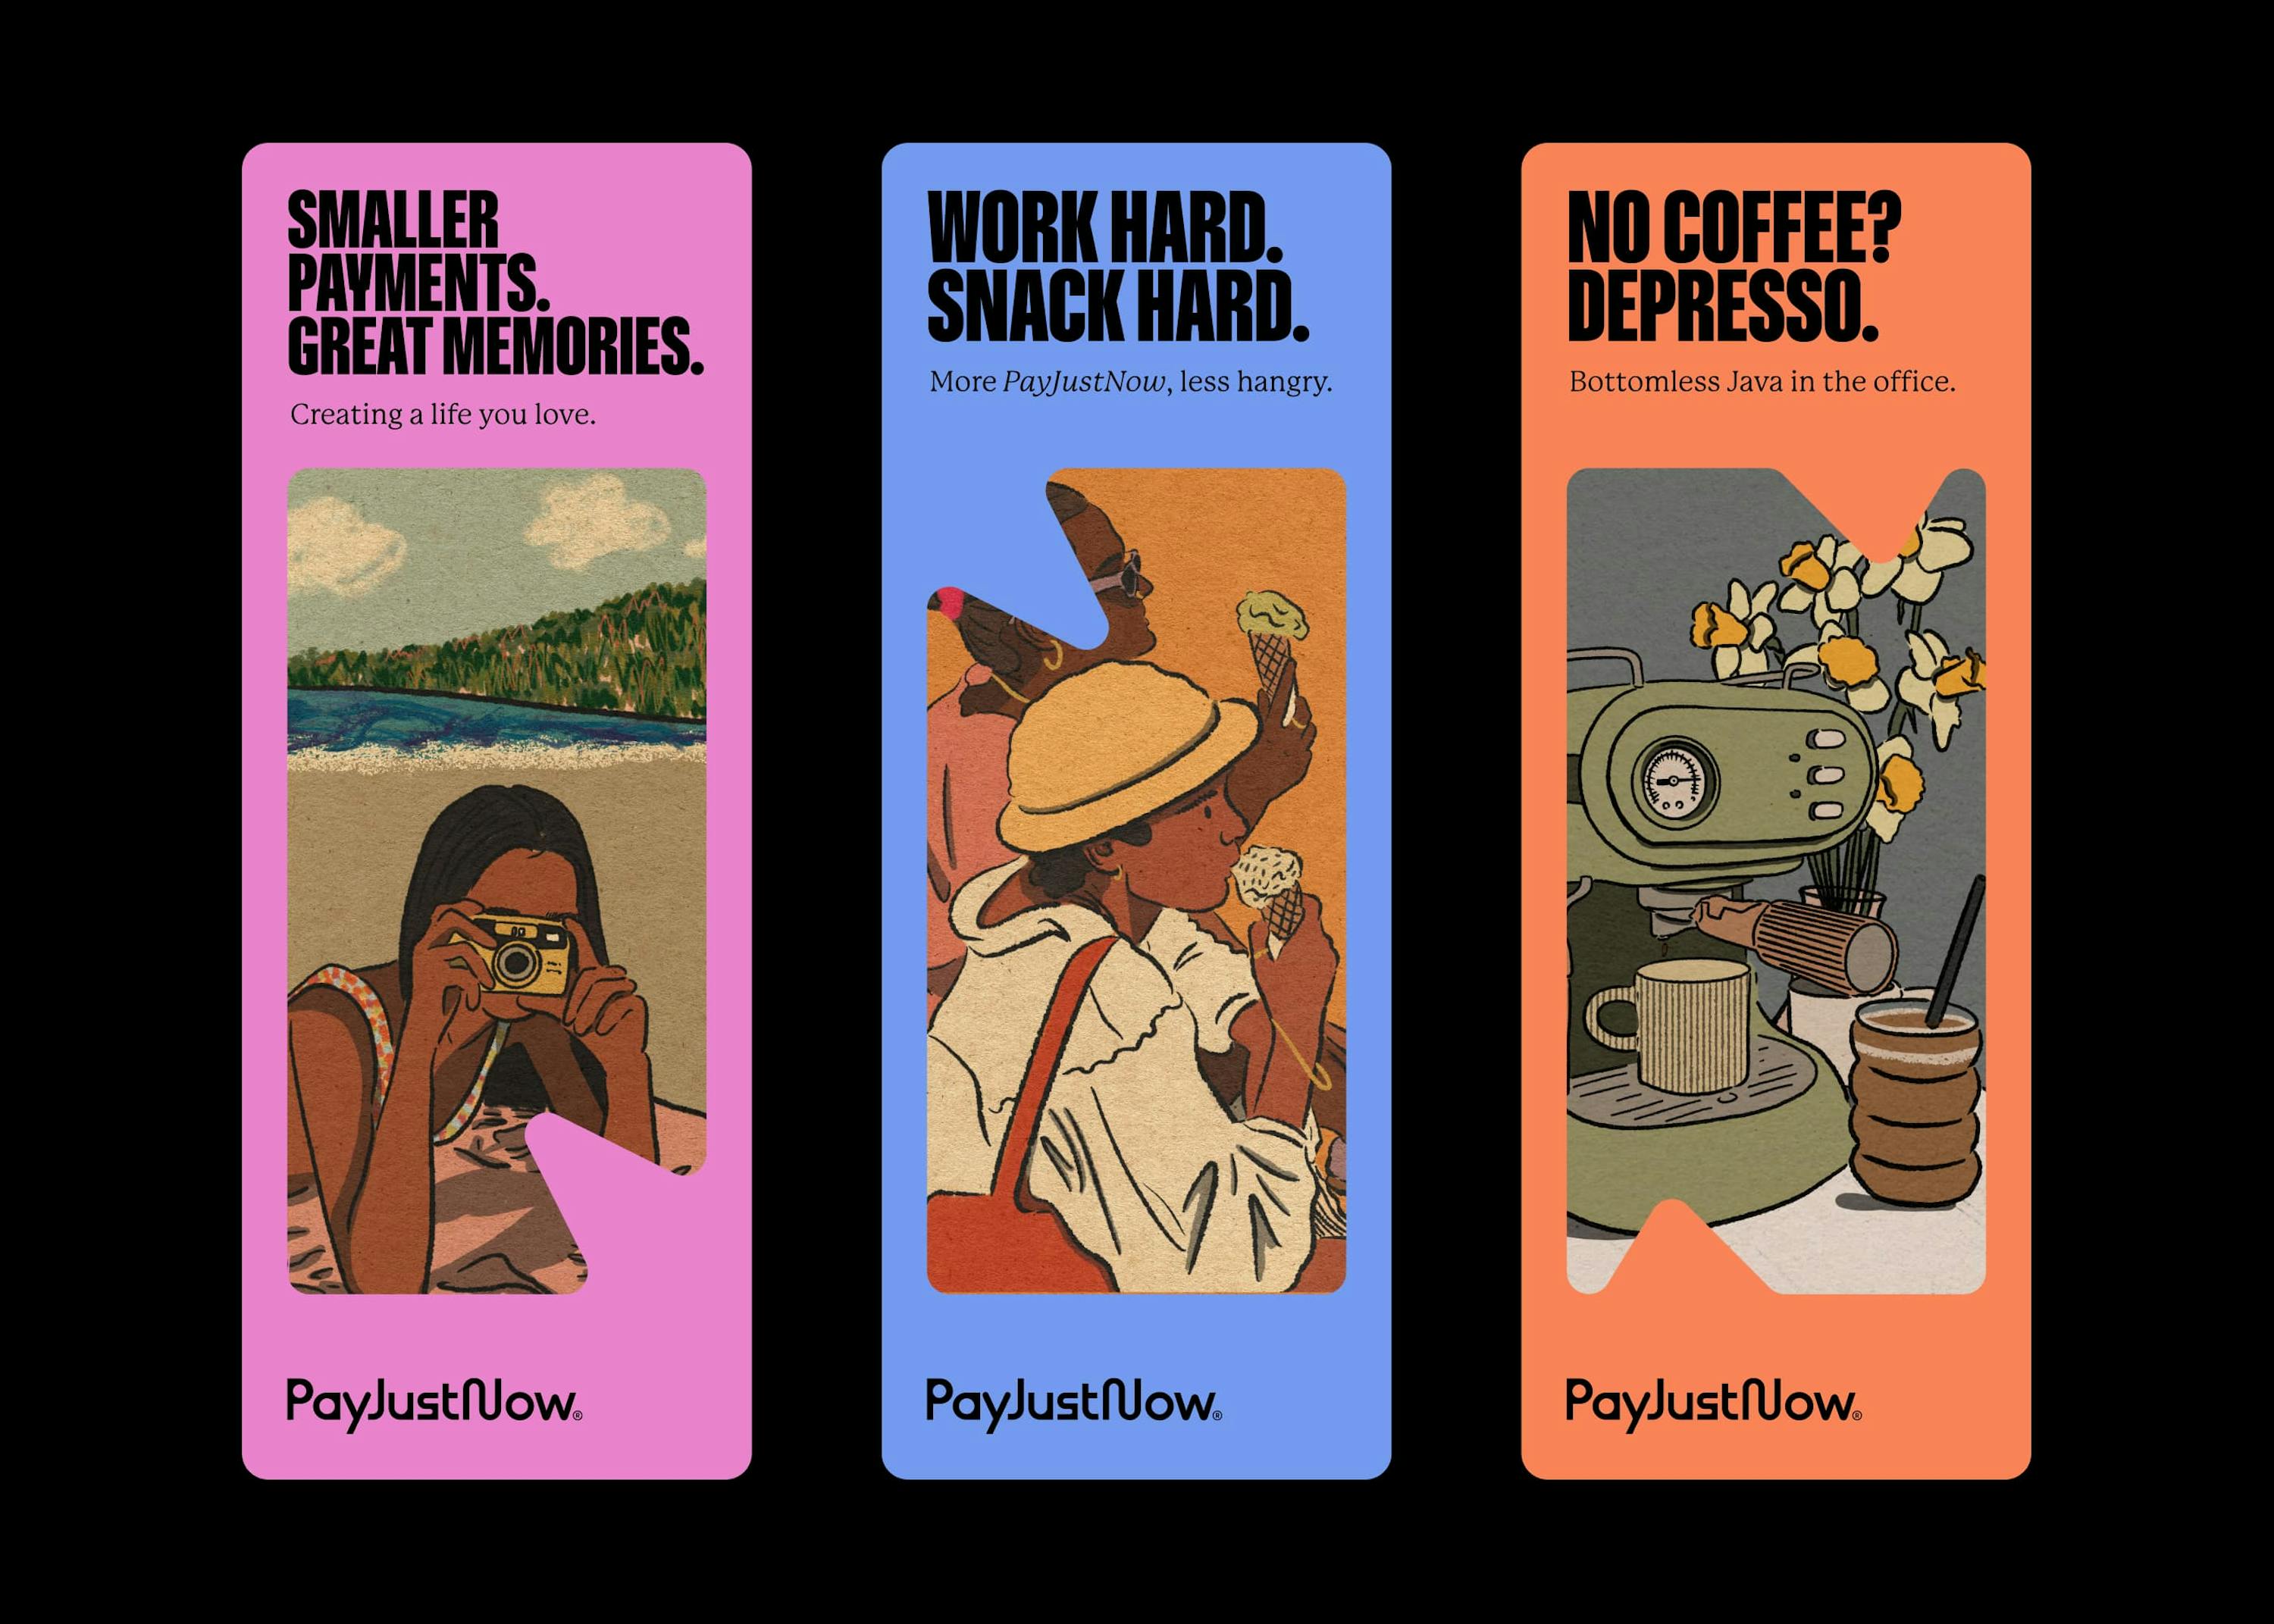 SMALLER
PAYMENTS.
GREAT MEMORIES.
Creating a life you love.
PayJustNow®
WORK HARD.
SNACK HARD.
More PayJustNow, less hangry.
PayJustNow®
NO COFFEE?
DEPRESSO.
Bottomless Java in the office.
PayJustNow®